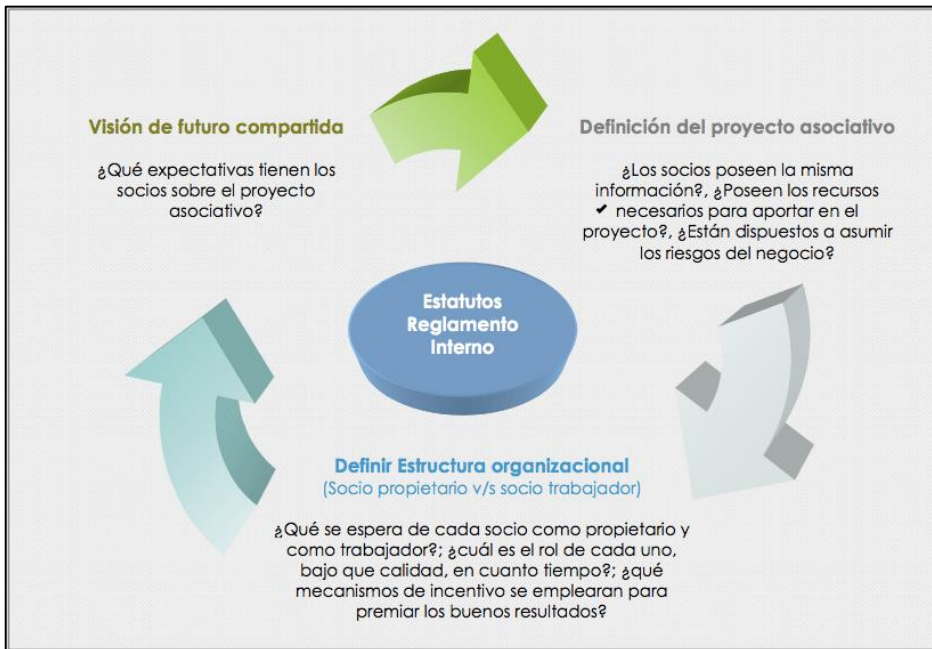 Visión de futuro compartida
¿Qué expectativas tienen los
socios sobre el proyecto
asociativo?
Definición del proyecto asociativo
¿Los socios poseen la misma
información?, ¿Poseen los recursos
✔ necesarios para aportar en el
proyecto?, ¿Están dispuestos a asumir
los riesgos del negocio?
Estatutos
Reglamento
Interno
Definir Estructura organizacional
(Socio propietario v/s socio trabajador)
¿Qué se espera de cada socio como propietario y
como trabajador?; ¿cuál es el rol de cada uno,
bajo que calidad, en cuanto tiempo?; ¿qué
mecanismos de incentivo se emplearan para
premiar los buenos resultados?